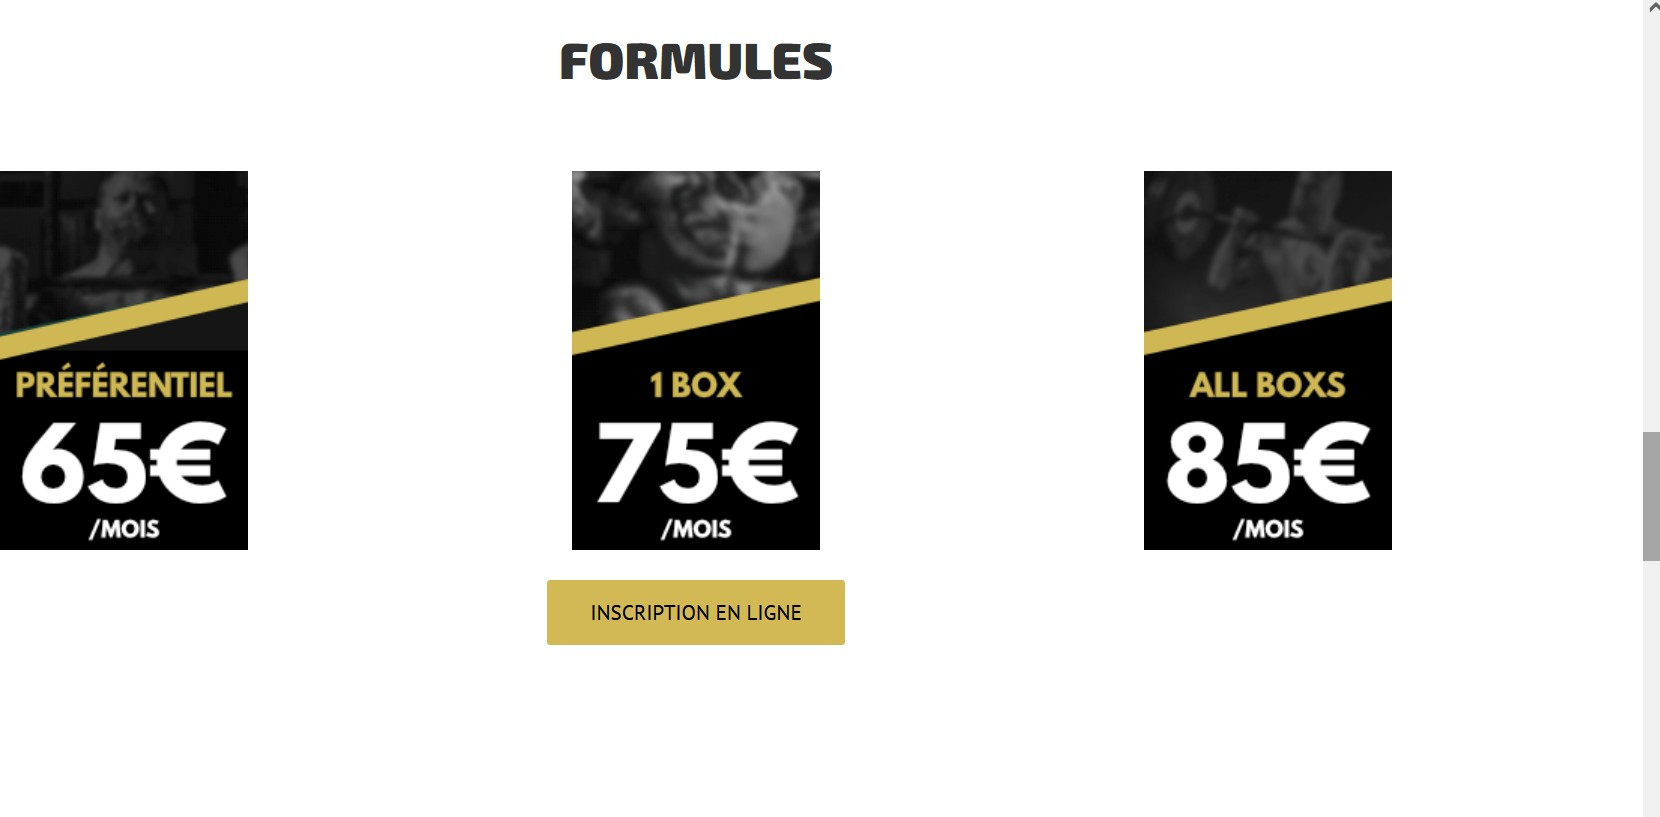 FORMULES
PRÉFÉRENTIEL
65€
/MOIS
1 BOX
75€
/MOIS
ALL BOXS
85€
/MOIS
INSCRIPTION EN LIGNE